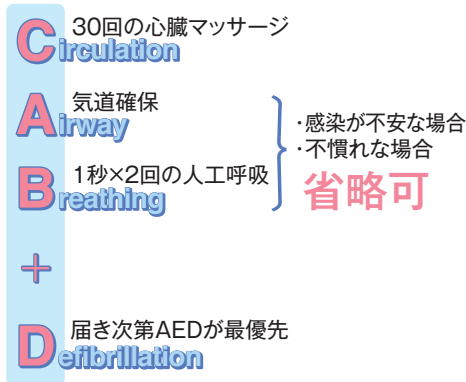 30回の心臓マッサージ
Circulation
気道確保
Airway
1秒×2回の人工呼吸
Breathing
・感染が不安な場合
・不慣れな場合
省略可
+
届き次第AEDが最優先
Defibrillation